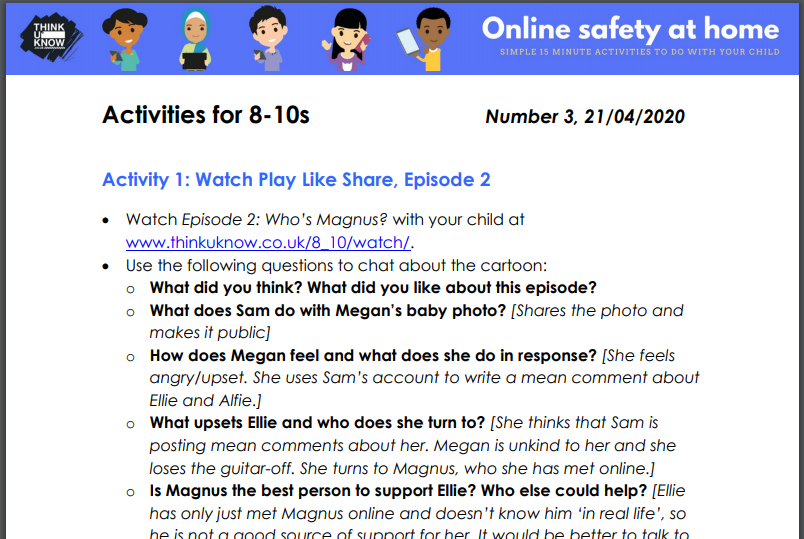 THINK
U
KNOW
Online safety at home
SIMPLE 15 MINUTE ACTIVITIES TO DO WITH YOUR CHILD
Activities for 8-10s Number 3, 21/04/2020
Activity 1: Watch Play Like Share, Episode 2
• Watch Episode 2: Who's Magnus? with your child at
www.thinkuknow.co.uk/8_10/watch/.
• Use the following questions to chat about the cartoon:
o What did you think? What did you like about this episode?
o What does Sam do with Megan's baby photo? [Shares the photo and
makes it public]
o How does Megan feel and what does she do in response? [She feels
angry/upset. She uses Sam's account to write a mean comment about
Ellie and Alfie.]
o What upsets Ellie and who does she turn to? [She thinks that Sam is
posting mean comments about her. Megan is unkind to her and she
loses the guitar-off. She turns to Magnus, who she has met online.]
o Is Magnus the best person to support Ellie? Who else could help? [Ellie
has only just met Magnus online and doesn't know him 'in real life', so
he is not a good source of support for her. It would be better to talk to